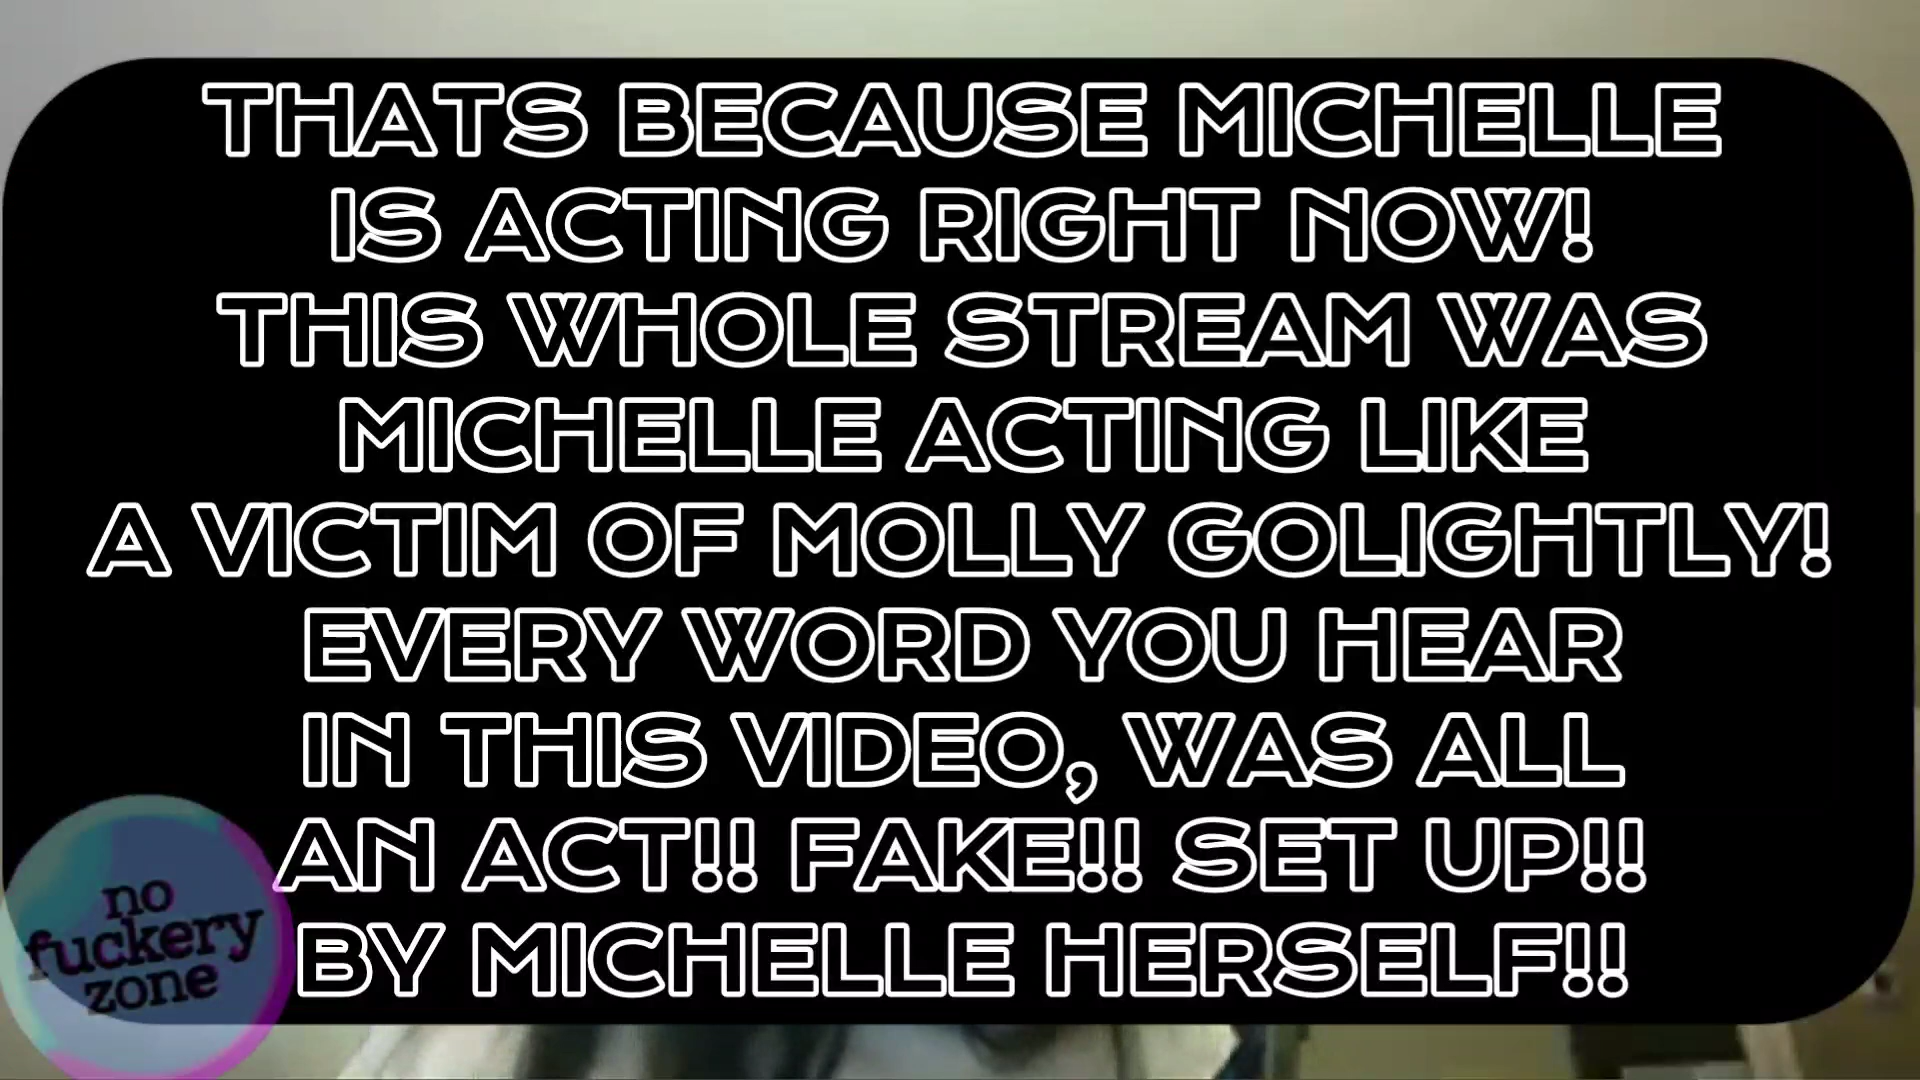 THATS BECAUSE MICHELLE
IS ACTING RIGHT NOW!
THIS WHOLE STREAM WAS
MICHELLE ACTING LIKE
A VICTIM OF MOLLY GOLIGHTLY!
EVERY WORD YOU HEAR
IN THIS VIDEO, WAS ALL
AN ACT!! FAKE!! SET UP!!
BY MICHELLE HERSELF!!
no
fuckery
zone